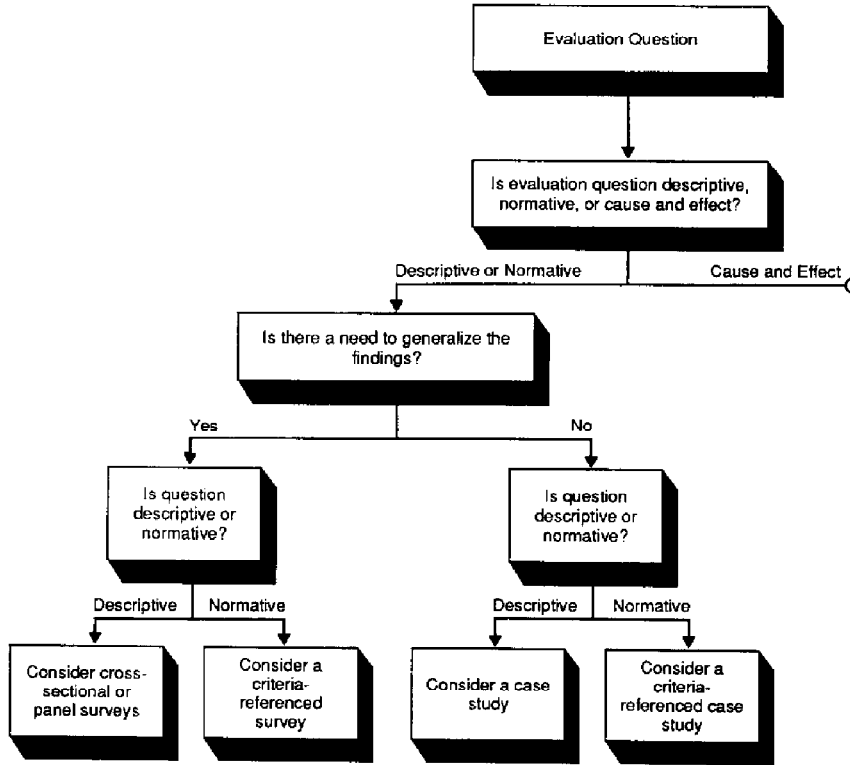 Evaluation Question
Is evaluation question descriptive,
normative, or cause and effect?
Descriptive or Normative
Cause and Effect
Is there a need to generalize the
findings?
Yes
No
Is question
descriptive or
normative?
Is question
descriptive or
normative?
Descriptive
Normative
Descriptive
Normative
Consider cross-
sectional or
panel surveys
Consider a
criteria-
referenced
survey
Consider a case
study
Consider a
criteria-
referenced case
study